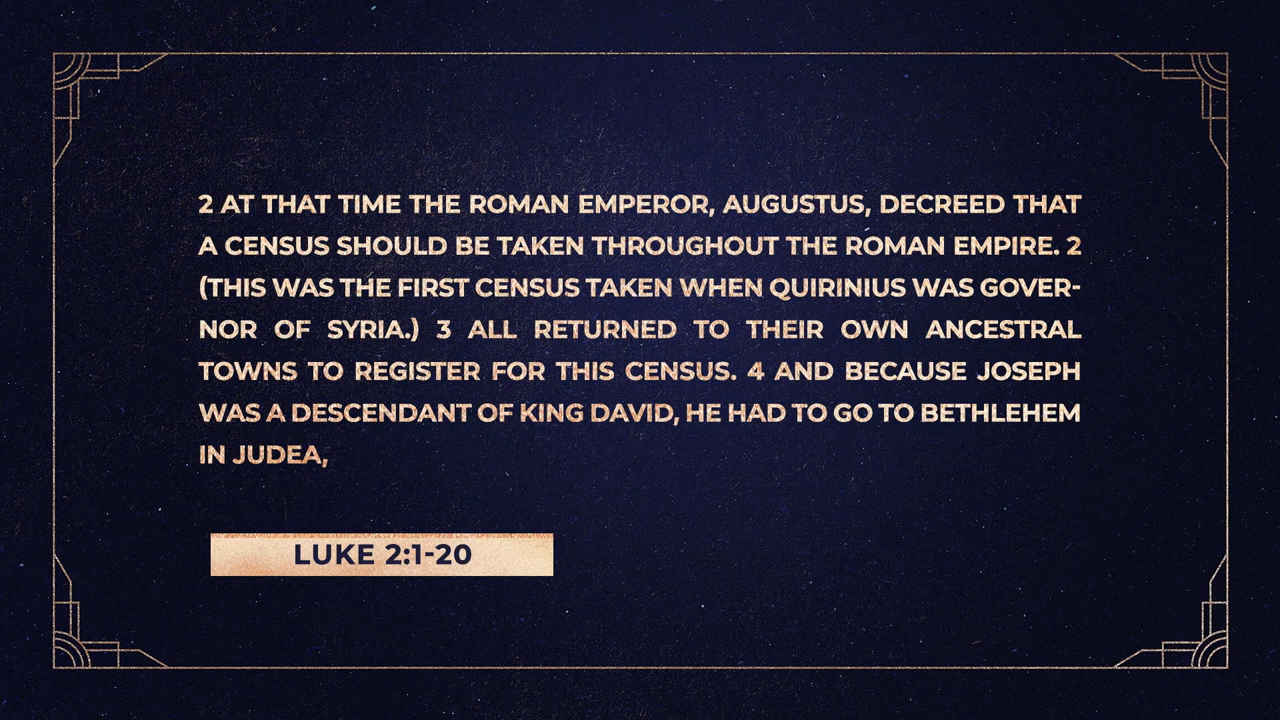 2 AT THAT TIME THE ROMAN EMPEROR, AUGUSTUS, DECREED THAT
A CENSUS SHOULD BE TAKEN THROUGHOUT THE ROMAN EMPIRE. 2
(THIS WAS THE FIRST CENSUS TAKEN WHEN QUIRINIUS WAS GOVER-
NOR OF SYRIA.) 3 ALL RETURNED TO THEIR OWN ANCESTRAL
TOWNS TO REGISTER FOR THIS CENSUS. 4 AND BECAUSE JOSEPH
WAS A DESCENDANT OF KING DAVID, HE HAD TO GO TO BETHLEHEM
IN JUDEA,
LUKE 2:1-20